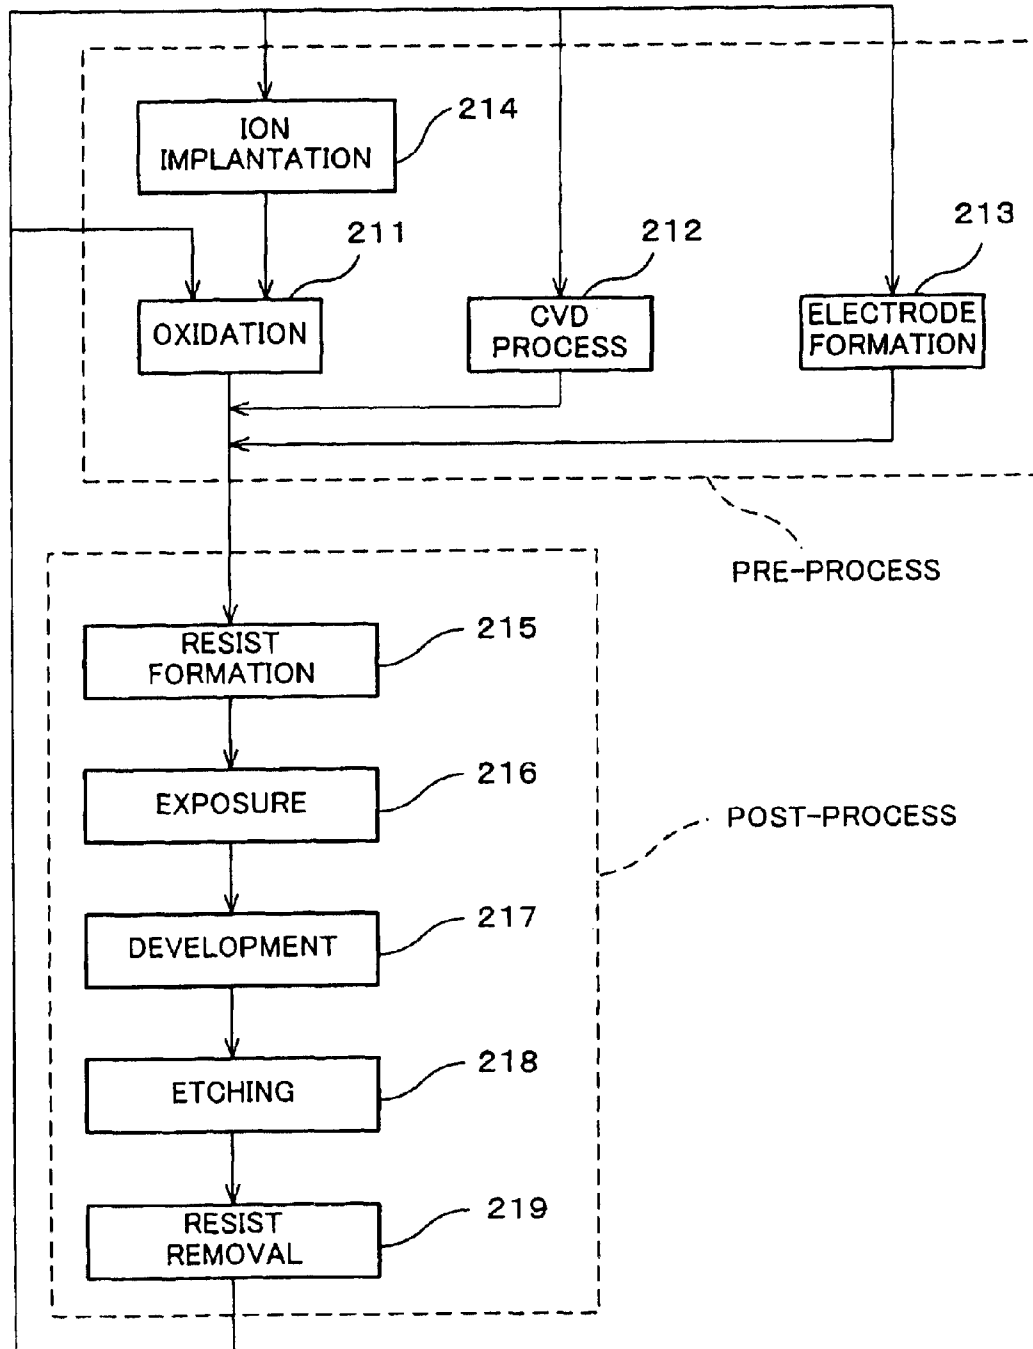 214
ION
IMPLANTATION
211
212
213
OXIDATION
CVD
PROCESS
ELECTRODE
FORMATION
PRE-PROCESS
215
RESIST
FORMATION
216
EXPOSURE
POST-PROCESS
217
DEVELOPMENT
218
ETCHING
219
RESIST
REMOVAL